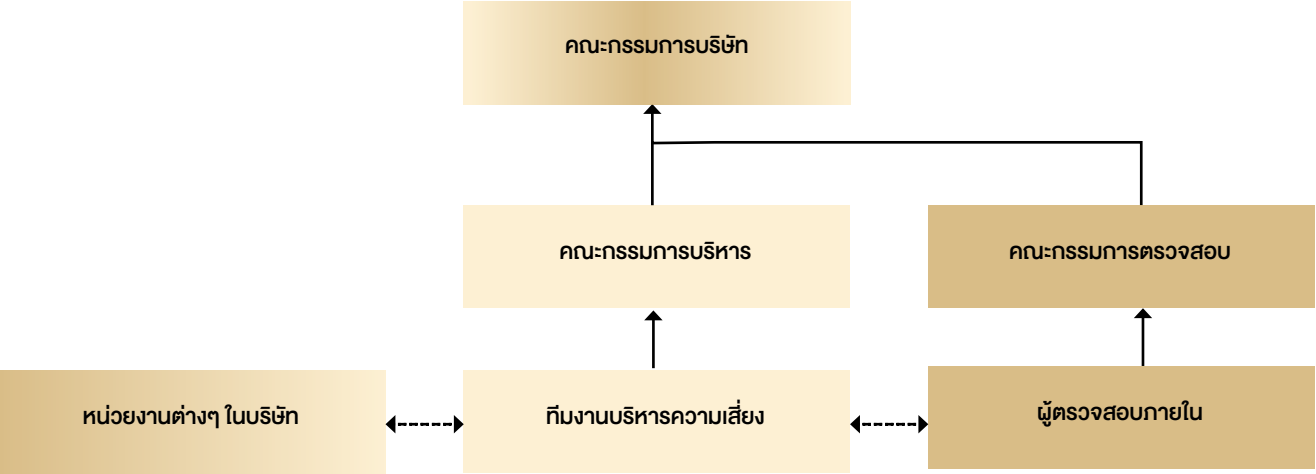 คณะกรรมการบริษัท
คณะกรรมการบริหาร
คณะกรรมการตรวจสอบ
หน่วยงานต่างๆ ในบริษัท
ทีมงานบริหารความเสี่ยง
ผู้ตรวจสอบภายใน